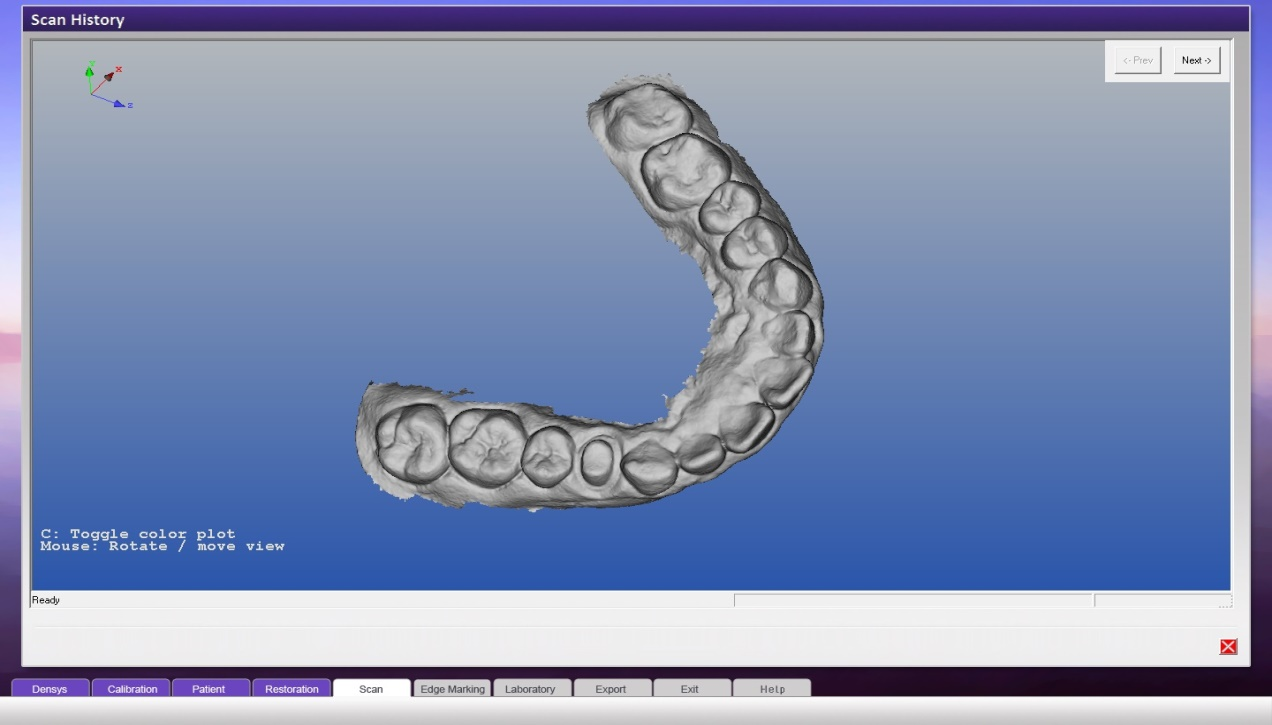 Scan History
<- Prev
Next ->
Y
X
Z
C: Toggle color plot
Mouse: Rotate / move view
Ready
Densys
Calibration
Patient
Restoration
Scan
Edge Marking
Laboratory
Export
Exit
Help